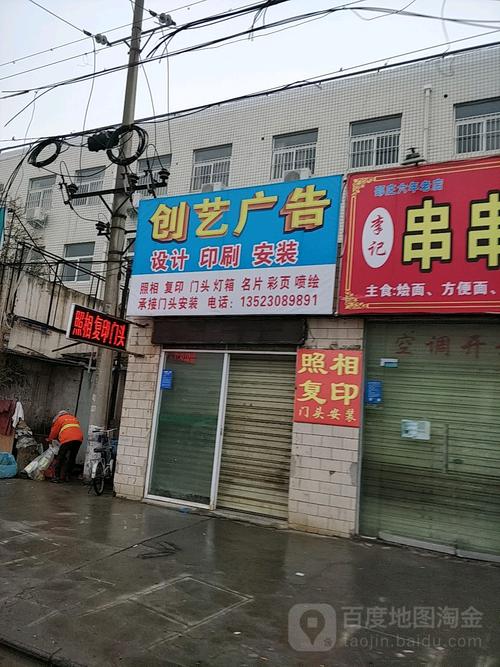 创艺广告
设计 印刷 安装
照相 复印 门头 灯箱 名片 彩页 喷绘
承接门头安装 电话：13523089891
照相复印门头
照相
复印
门头安装
李记
串串
主食:烩面、方便面、
空调开
百度地图淘金
taojin.baidu.com